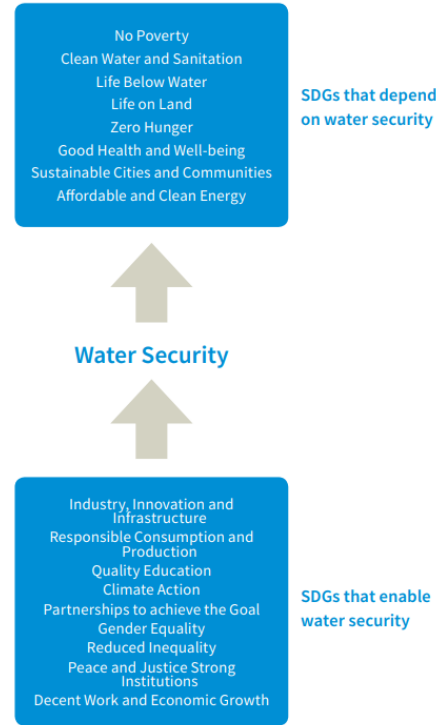 No Poverty
Clean Water and Sanitation
Life Below Water
Life on Land
Zero Hunger
Good Health and Well-being
Sustainable Cities and Communities
Affordable and Clean Energy
SDGs that depend
on water security
Water Security
Industry, Innovation and
Infrastructure
Responsible Consumption and
Production
Quality Education
Climate Action
Partnerships to achieve the Goal
Gender Equality
Reduced Inequality
Peace and Justice Strong
Institutions
Decent Work and Economic Growth
SDGs that enable
water security